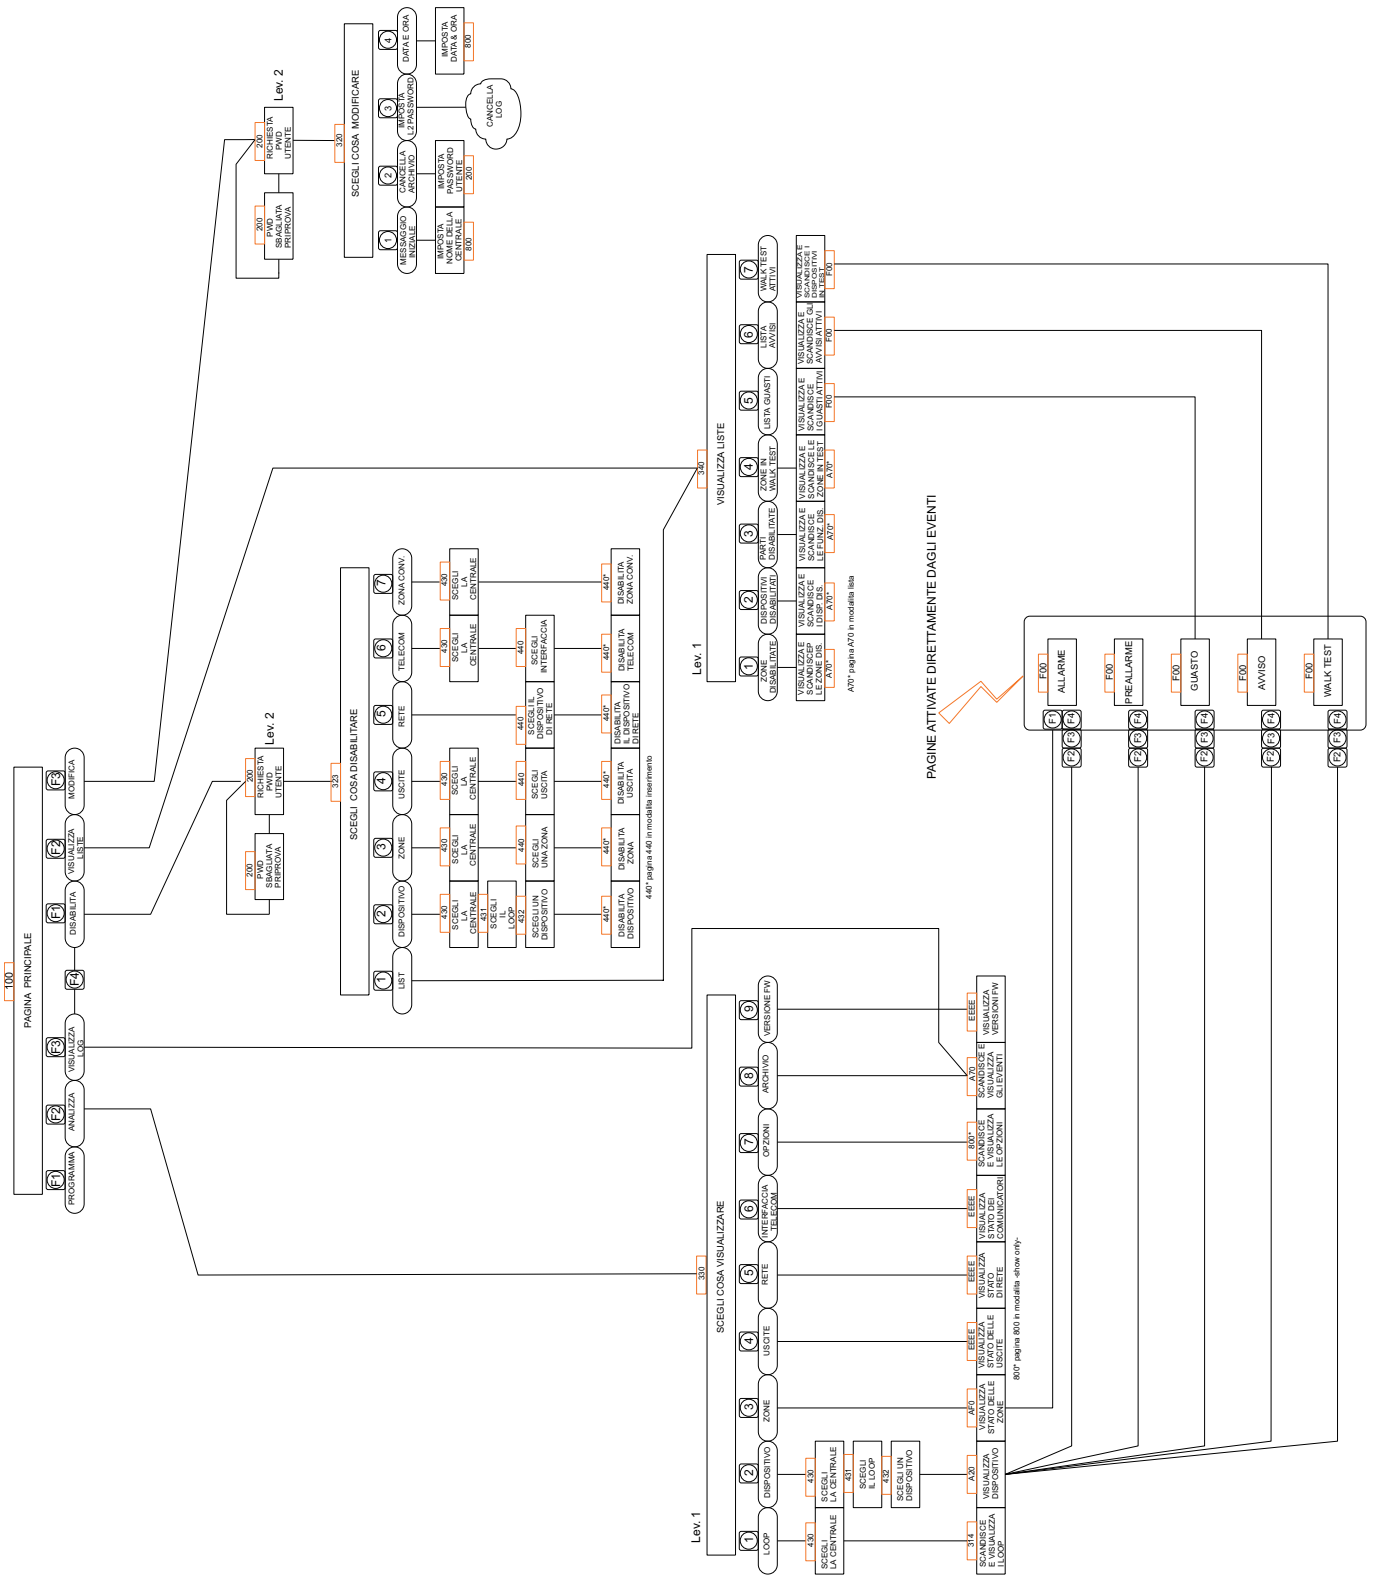 100
PAGINA PRINCIPALE
F1
PROGRAMMA
F2
ANALIZZA
F3
VISUALIZZA
LOG
F4
F1
DISABILITA
F2
VISUALIZZA
LISTE
F3
MODIFICA
200
PWD
SBAGLIATA
PRIPROVA
200
RICHIESTA
PWD
UTENTE
Lev. 2
320
SCEGLI COSA MODIFICARE
1
MESSAGGIO
INIZIALE
2
CANCELLA
ARCHIVIO
3
IMPOSTA
L2 PASSWORD
4
DATA E ORA
IMPOSTA
NOME DELLA
CENTRALE
800
IMPOSTA
PASSWORD
UTENTE
200
CANCELLA
LOG
IMPOSTA
DATA & ORA
800
200
PWD
SBAGLIATA
PRIPROVA
200
RICHIESTA
PWD
UTENTE
Lev. 2
323
SCEGLI COSA DISABILITARE
1
LIST
2
DISPOSITIVO
3
ZONE
4
USCITE
5
RETE
6
TELECOM
7
ZONA CONV.
430
SCEGLI
LA
CENTRALE
431
SCEGLI
IL
LOOP
432
SCEGLI UN
DISPOSITIVO
440*
DISABILITA
DISPOSITIVO
430
SCEGLI
LA
CENTRALE
440
SCEGLI
UNA ZONA
440*
DISABILITA
ZONA
430
SCEGLI
LA
CENTRALE
440
SCEGLI
USCITA
440*
DISABILITA
USCITA
440
SCEGLI IL
DISPOSITIVO
DI RETE
440*
DISABILITA
IL DISPOSITIVO
DI RETE
430
SCEGLI
LA
CENTRALE
440
SCEGLI
INTERFACCIA
440*
DISABILITA
TELECOM
430
SCEGLI
LA
CENTRALE
440*
DISABILITA
ZONA CONV.
440* pagina 440 in modalita inserimento
Lev. 1
340
VISUALIZZA LISTE
1
ZONE
DISABILITATE
2
DISPOSITIVI
DISABILITATI
3
PARTI
DISABILITATE
4
ZONE IN
WALK TEST
5
LISTA GUASTI
6
LISTA
AVVISI
7
WALK TEST
ATTIVI
VISUALIZZA E
SCANDISCEP
LE ZONE DIS.
A70*
VISUALIZZA E
SCANDISCE
I DISP. DIS.
A70*
VISUALIZZA E
SCANDISCE
LE FUNZ. DIS.
A70*
VISUALIZZA E
SCANDISCE LE
ZONE IN TEST
A70*
VISUALIZZA E
SCANDISCE
I GUASTI ATTIVI
F00
VISUALIZZA E
SCANDISCE GLI
AVVISI ATTIVI
F00
VISUALIZZA E
SCANDISCE I
DISPOSITIVI
IN TEST
F00
A70* pagina A70 in modalita lista
Lev. 1
330
SCEGLI COSA VISUALIZZARE
1
LOOP
2
DISPOSITIVO
3
ZONE
4
USCITE
5
RETE
6
INTERFACCIA
TELECOM
7
OPZIONI
8
ARCHIVIO
9
VERSIONE FW
430
SCEGLI
LA CENTRALE
314
SCANDISCE
E VISUALIZZA
I LOOP
430
SCEGLI
LA CENTRALE
431
SCEGLI
IL LOOP
432
SCEGLI UN
DISPOSITIVO
A20
VISUALIZZA
DISPOSITIVO
AF0
VISUALIZZA
STATO DELLE
ZONE
EEEE
VISUALIZZA
STATO DELLE
USCITE
EEEE
VISUALIZZA
STATO
DI RETE
EEEE
VISUALIZZA
STATO DEI
COMUNICATORI
800*
SCANDISCE
E VISUALIZZA
LE OPZIONI
A70
SCANDISCE E
VISUALIZZA
GLI EVENTI
EEEE
VISUALIZZA
VERSIONI FW
800* pagina 800 in modalita -show only-
PAGINE ATTIVATE DIRETTAMENTE DAGLI EVENTI
F1
F2 F3 F4
F00
ALLARME
F2 F3 F4
F00
PREALLARME
F2 F3 F4
F00
GUASTO
F2 F3 F4
F00
AVVISO
F2 F3 F4
F00
WALK TEST